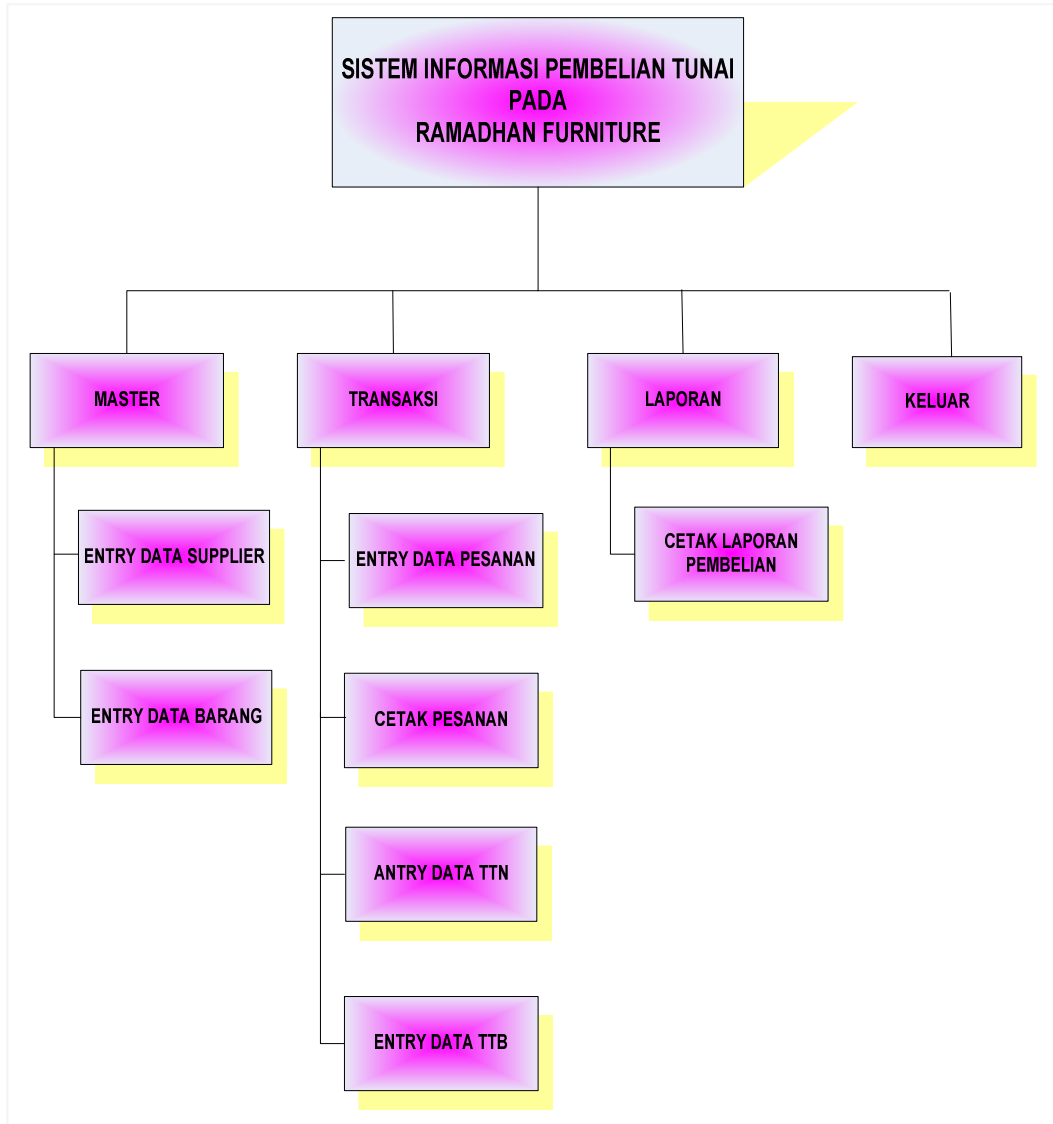 SISTEM INFORMASI PEMBELIAN TUNAI
PADA
RAMADHAN FURNITURE
MASTER
TRANSAKSI
LAPORAN
KELUAR
ENTRY DATA SUPPLIER
ENTRY DATA PESANAN
CETAK LAPORAN
PEMBELIAN
ENTRY DATA BARANG
CETAK PESANAN
ANTRY DATA TTN
ENTRY DATA TTB